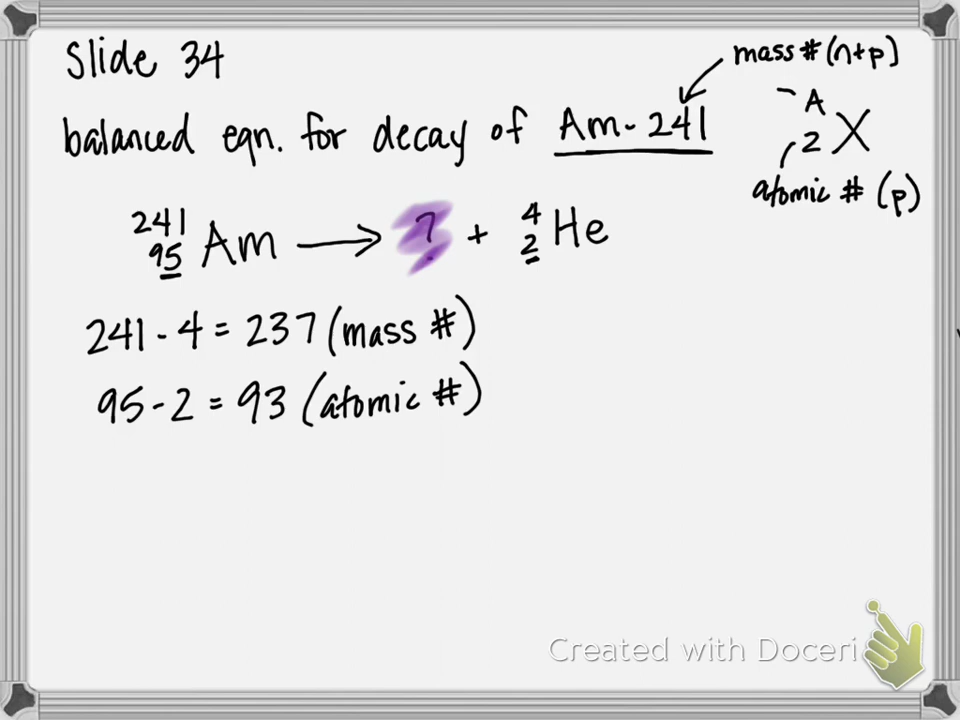 Slide 34
mass # (n+p)
balanced eqn. for decay of Am-241
A
2 X
atomic # (p)
241
95 Am → ? + 4
2 He
241 - 4 = 237 (mass #)
95 - 2 = 93 (atomic #)
Created with Doceri